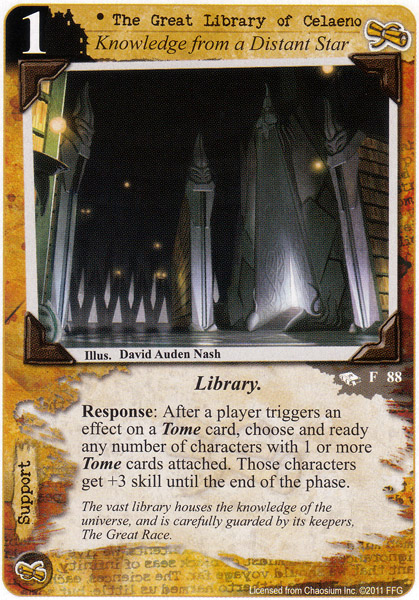 1
• The Great Library of Celaeno
Knowledge from a Distant Star
Illus. David Auden Nash
F 88
Library.
Response: After a player triggers an
effect on a Tome card, choose and ready
any number of characters with 1 or more
Tome cards attached. Those characters
get +3 skill until the end of the phase.
The vast library houses the knowledge of the
universe, and is carefully guarded by its keepers,
The Great Race.
Support
Licensed from Chaosium Inc. ©2011 FFG